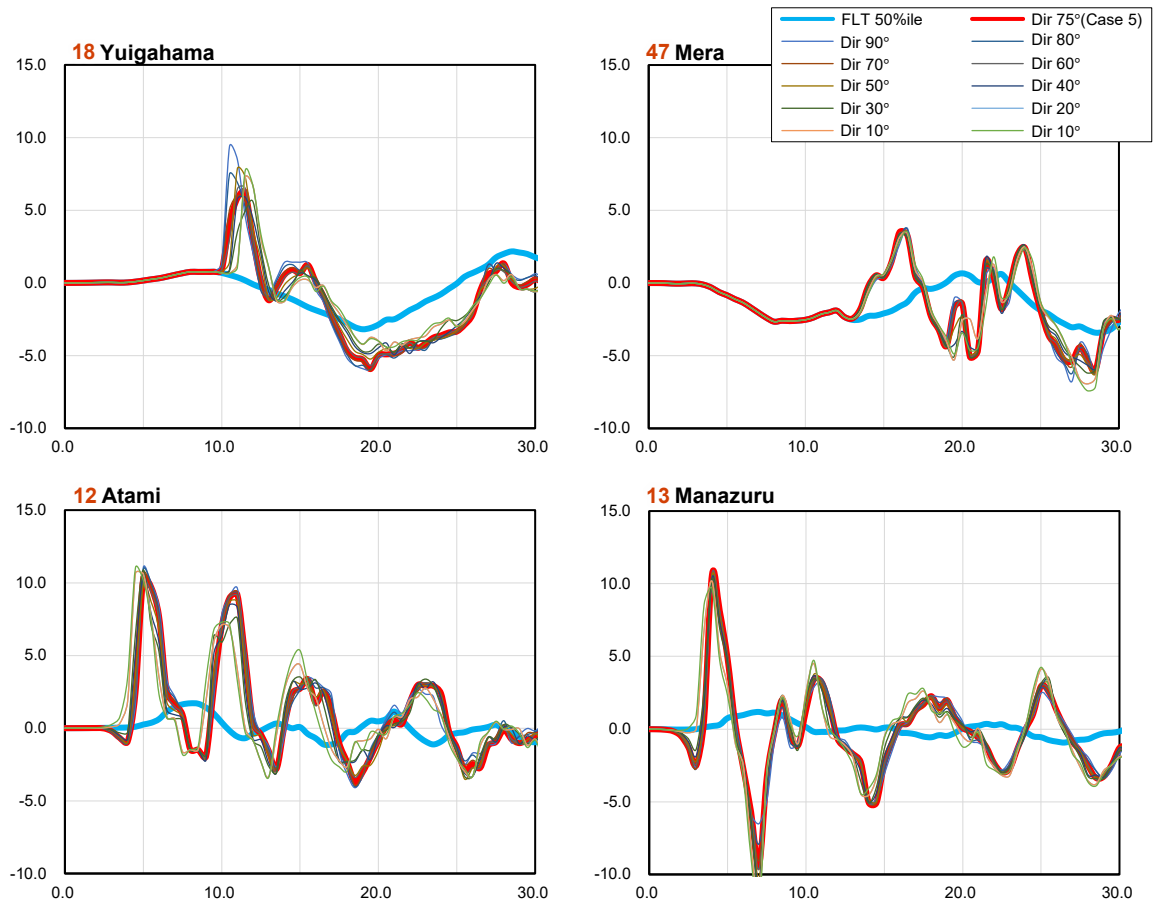 FLT 50%ile Dir 75°(Case 5)
Dir 90° Dir 80°
Dir 70° Dir 60°
Dir 50° Dir 40°
Dir 30° Dir 20°
Dir 10° Dir 10°
18 Yuigahama
15.0
10.0
5.0
0.0
-5.0
-10.0
0.0 10.0 20.0 30.0
47 Mera
15.0
10.0
5.0
0.0
-5.0
-10.0
0.0 10.0 20.0 30.0
12 Atami
15.0
10.0
5.0
0.0
-5.0
-10.0
0.0 10.0 20.0 30.0
13 Manazuru
15.0
10.0
5.0
0.0
-5.0
-10.0
0.0 10.0 20.0 30.0